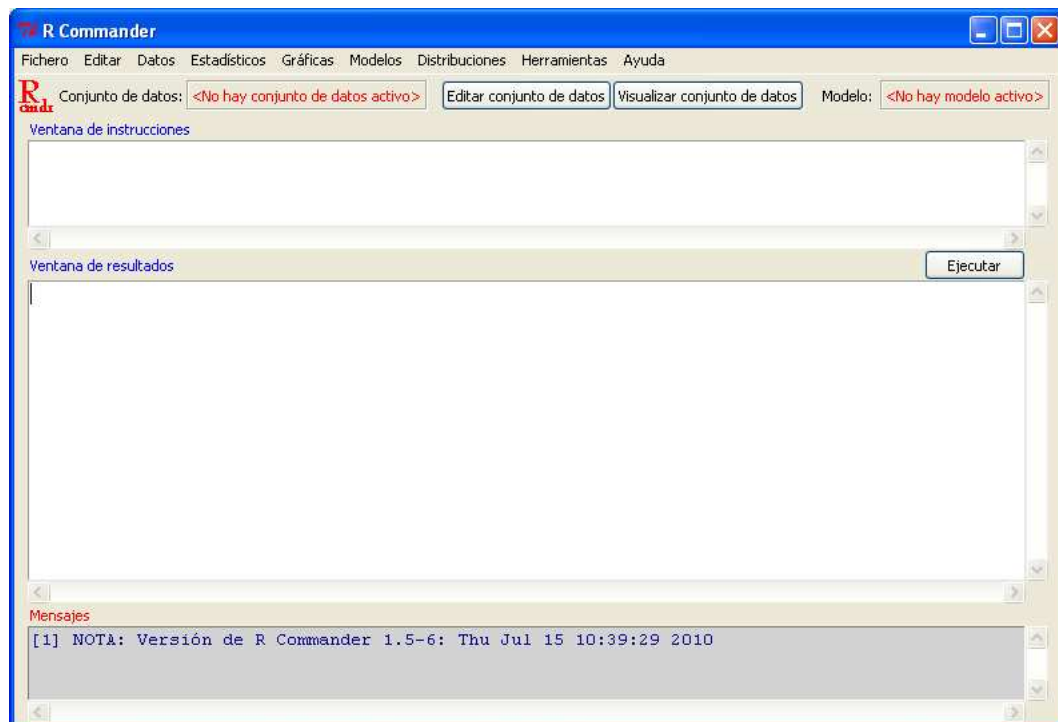 R Commander
Fichero Editar Datos Estadísticos Gráficas Modelos Distribuciones Herramientas Ayuda
R cmdr Conjunto de datos: <No hay conjunto de datos activo> Editar conjunto de datos Visualizar conjunto de datos Modelo: <No hay modelo activo>
Ventana de instrucciones
Ventana de resultados Ejecutar
Mensajes
[1] NOTA: Versión de R Commander 1.5-6: Thu Jul 15 10:39:29 2010